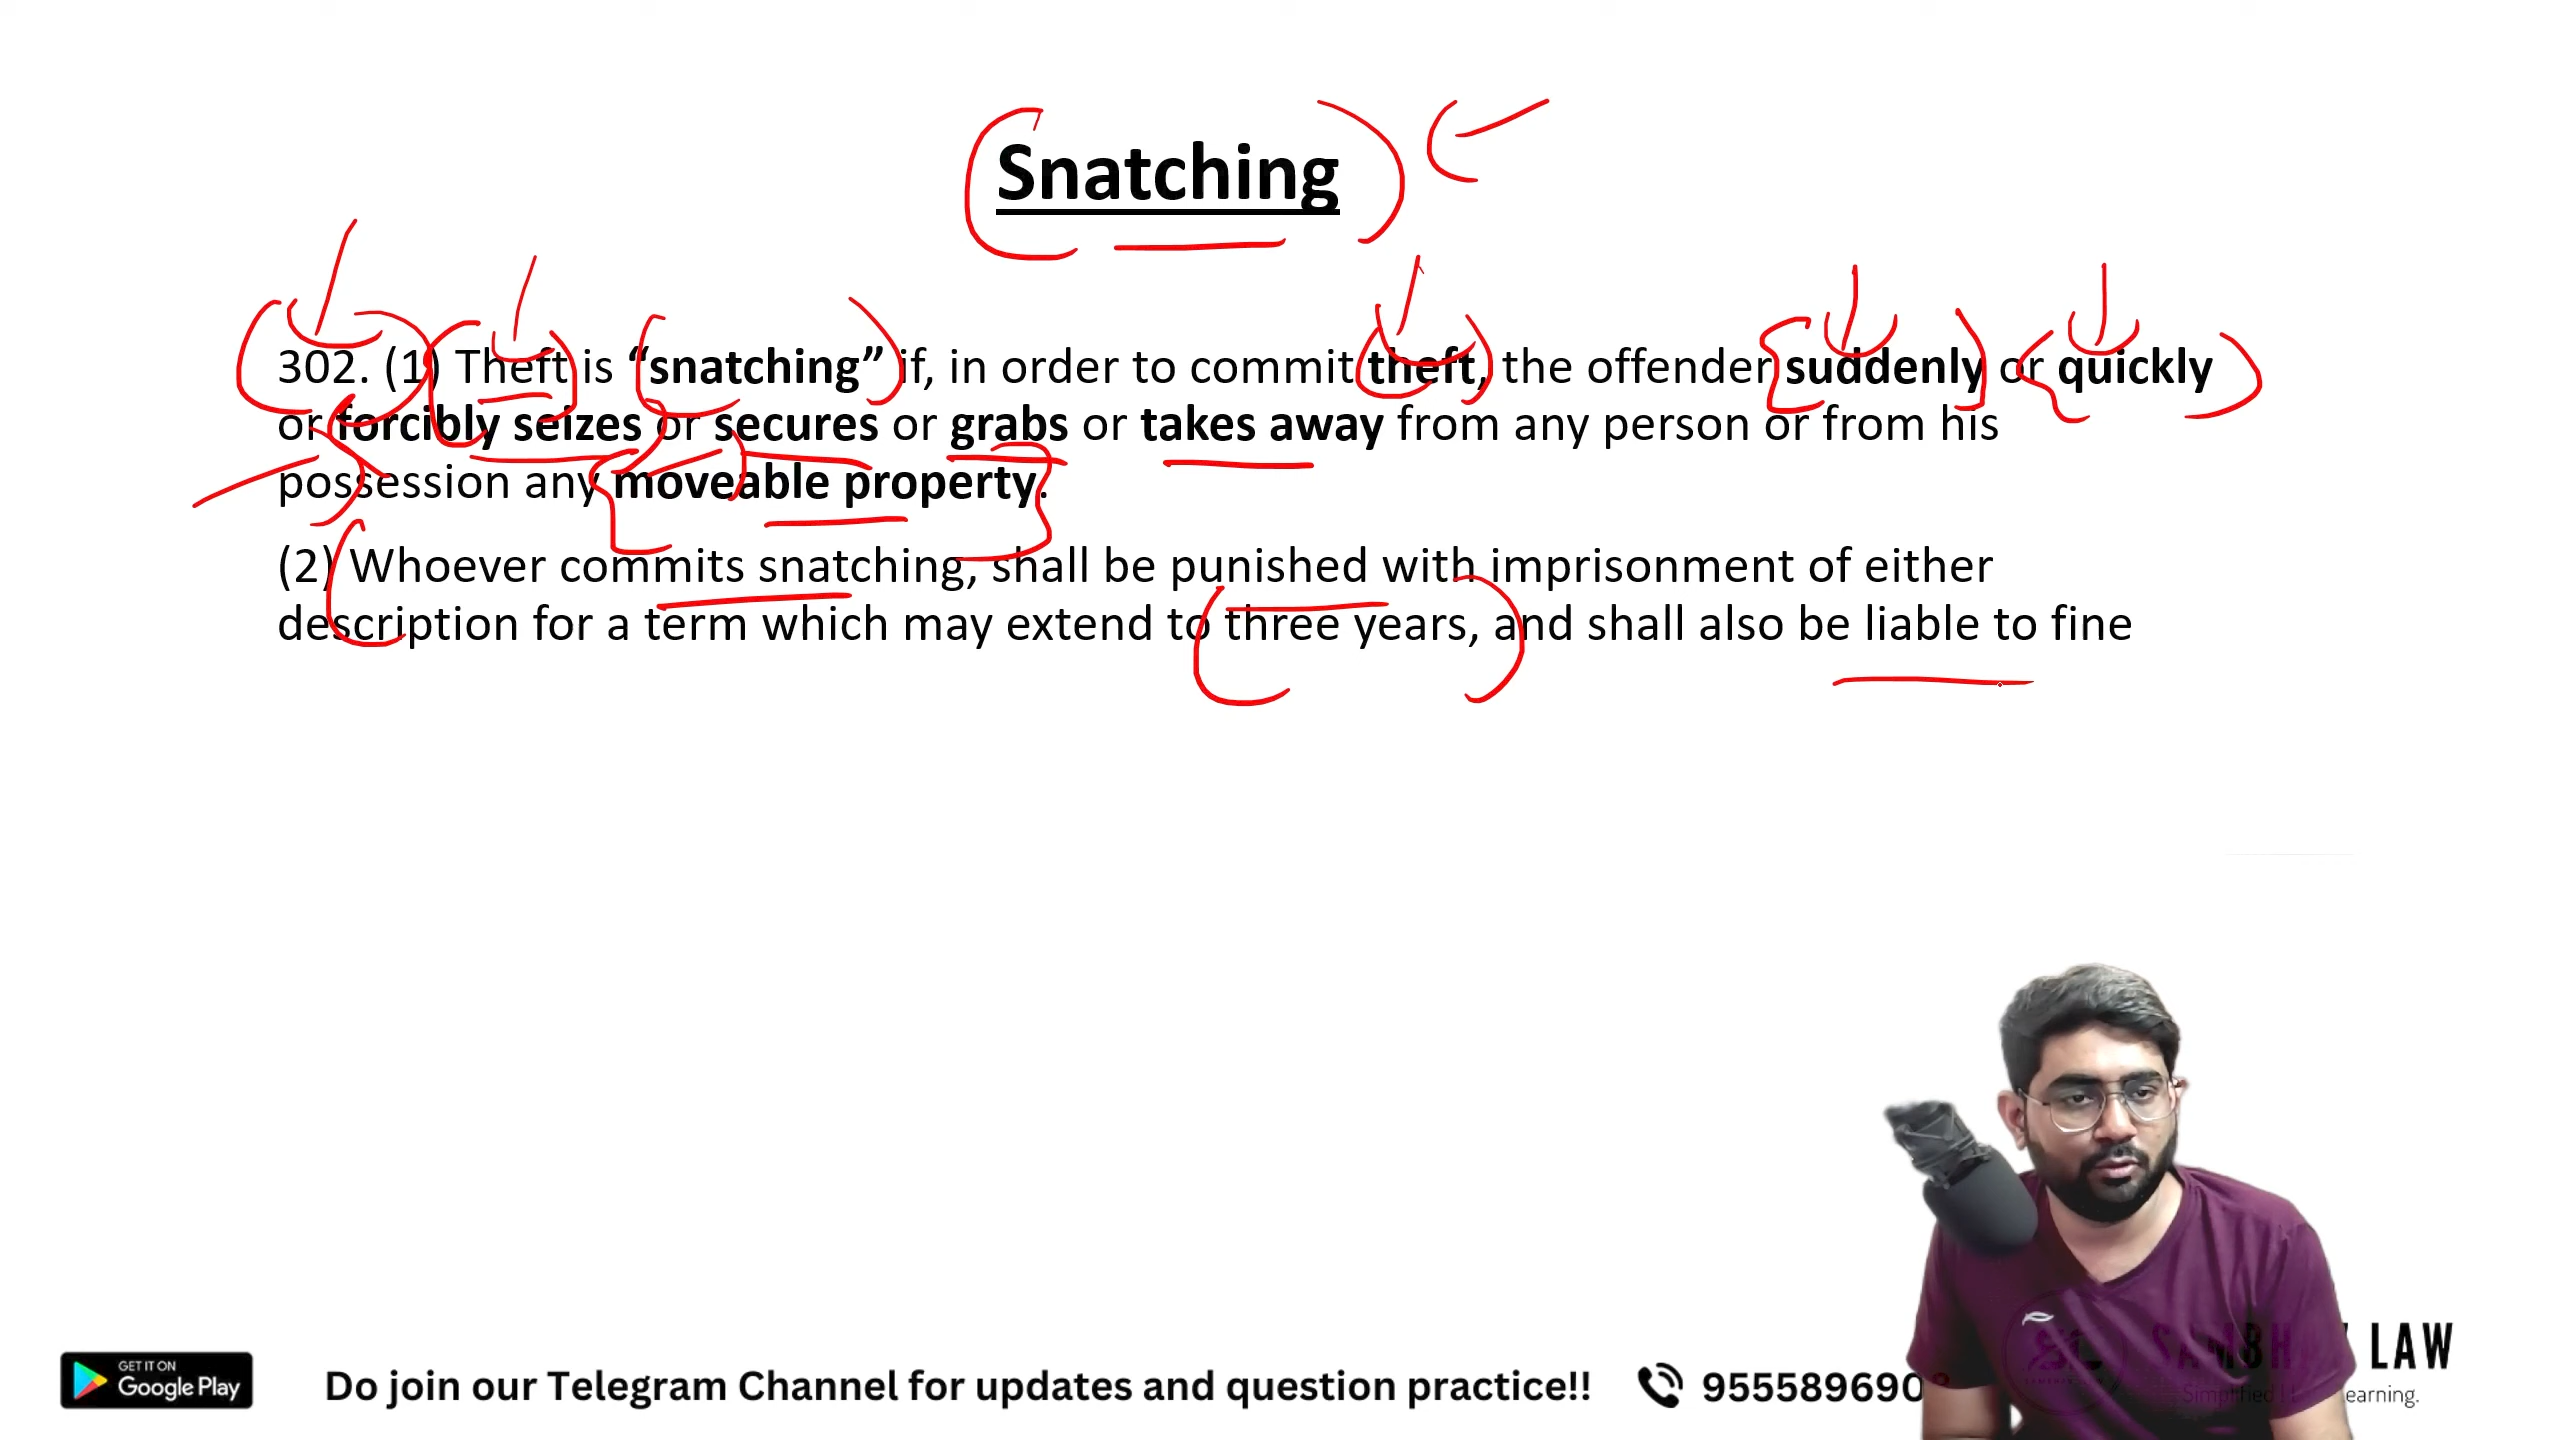 Snatching
302. (1) Theft is “snatching” if, in order to commit theft, the offender suddenly or quickly
or forcibly seizes or secures or grabs or takes away from any person or from his
possession any moveable property.
(2) Whoever commits snatching, shall be punished with imprisonment of either
description for a term which may extend to three years, and shall also be liable to fine
GET IT ON
Google Play
Do join our Telegram Channel for updates and question practice!!
LAW